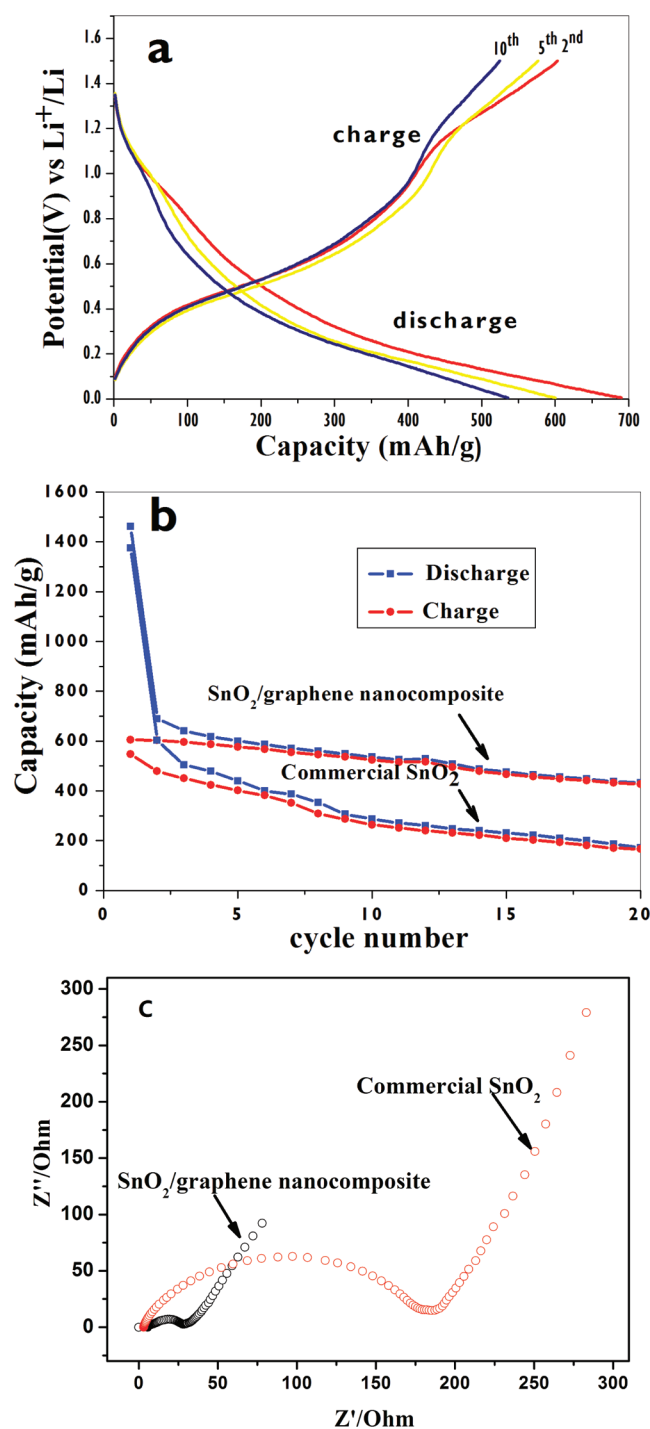 a
10th
5th 2nd
charge
discharge
Potential(V) vs Li+/Li
1.6
1.4
1.2
1.0
0.8
0.6
0.4
0.2
0.0
0 100 200 300 400 500 600 700
Capacity (mAh/g)
b
Discharge
Charge
SnO2/graphene nanocomposite
Commercial SnO2
Capacity (mAh/g)
1600
1400
1200
1000
800
600
400
200
0
0 5 10 15 20
cycle number
c
Commercial SnO2
SnO2/graphene nanocomposite
Z''/Ohm
300
275
250
200
150
100
50
0
0 50 100 150 200 250 300
Z'/Ohm